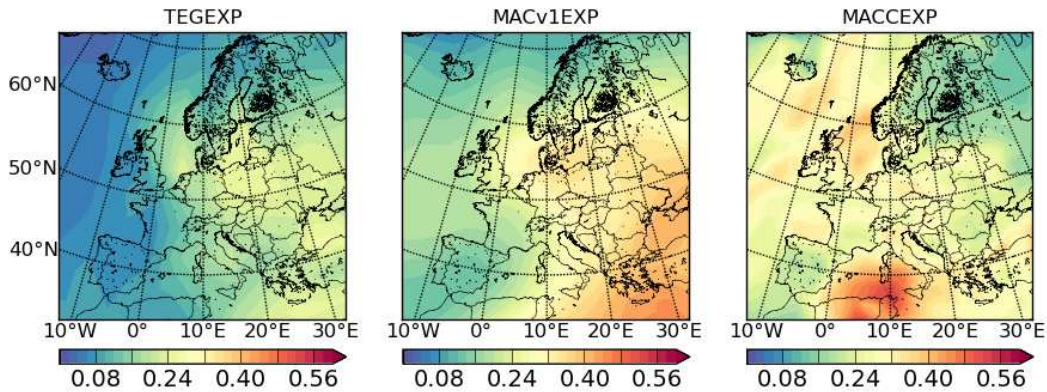 TEGEXP MACv1EXP MACCEXP
60°N
50°N
40°N
10°W 0° 10°E 20°E 30°E 10°W 0° 10°E 20°E 30°E 10°W 0° 10°E 20°E 30°E
0.08 0.24 0.40 0.56 0.08 0.24 0.40 0.56 0.08 0.24 0.40 0.56